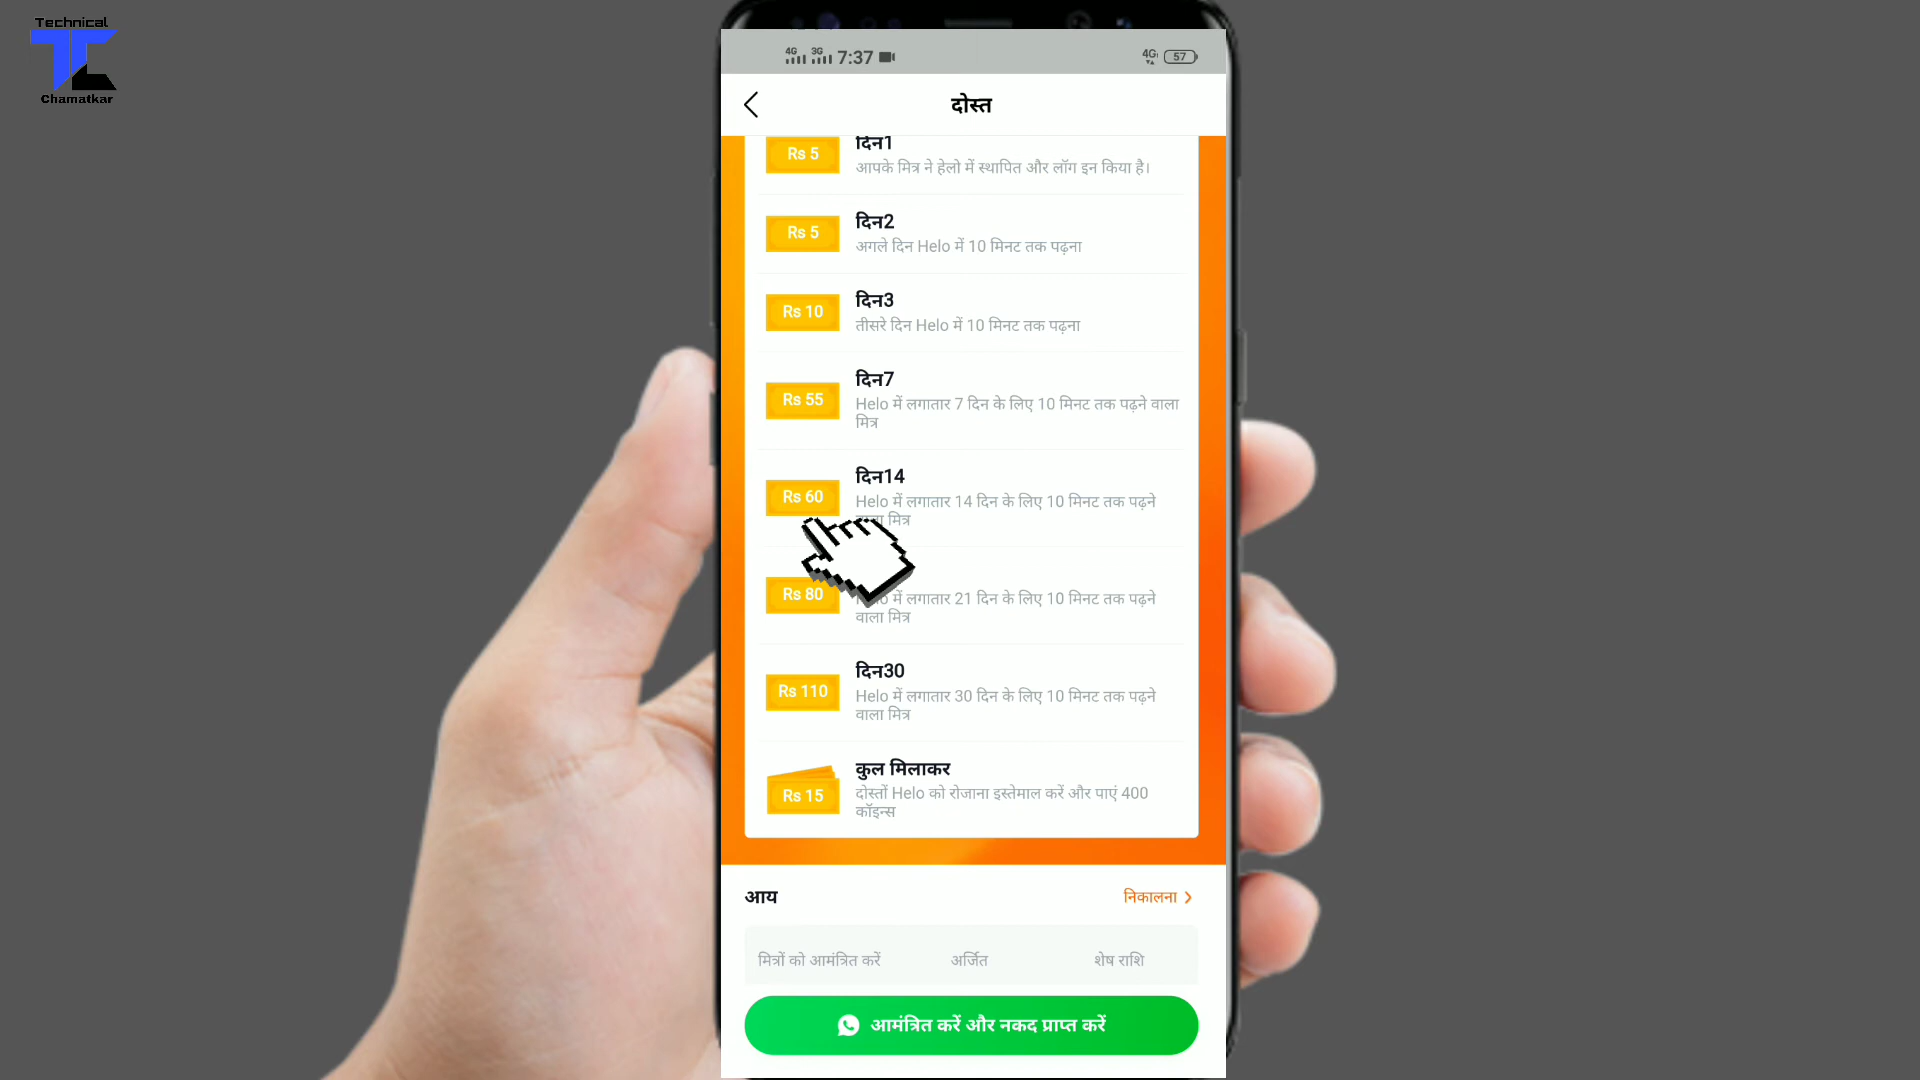 Technical
Chamatkar
4G 3G 7:37
4G 57
दोस्त
Rs 5
दिन1
आपके मित्र ने हेलो में स्थापित और लॉग इन किया है।
Rs 5
दिन2
अगले दिन Helo में 10 मिनट तक पढ़ना
Rs 10
दिन3
तीसरे दिन Helo में 10 मिनट तक पढ़ना
Rs 55
दिन7
Helo में लगातार 7 दिन के लिए 10 मिनट तक पढ़ने वाला
मित्र
Rs 60
दिन14
Helo में लगातार 14 दिन के लिए 10 मिनट तक पढ़ने
वाला मित्र
Rs 80
Helo में लगातार 21 दिन के लिए 10 मिनट तक पढ़ने
वाला मित्र
Rs 110
दिन30
Helo में लगातार 30 दिन के लिए 10 मिनट तक पढ़ने
वाला मित्र
Rs 15
कुल मिलाकर
दोस्तों Helo को रोजाना इस्तेमाल करें और पाएं 400
कॉइन्स
आय
निकालना
मित्रों को आमंत्रित करें
अर्जित
शेष राशि
आमंत्रित करें और नकद प्राप्त करें